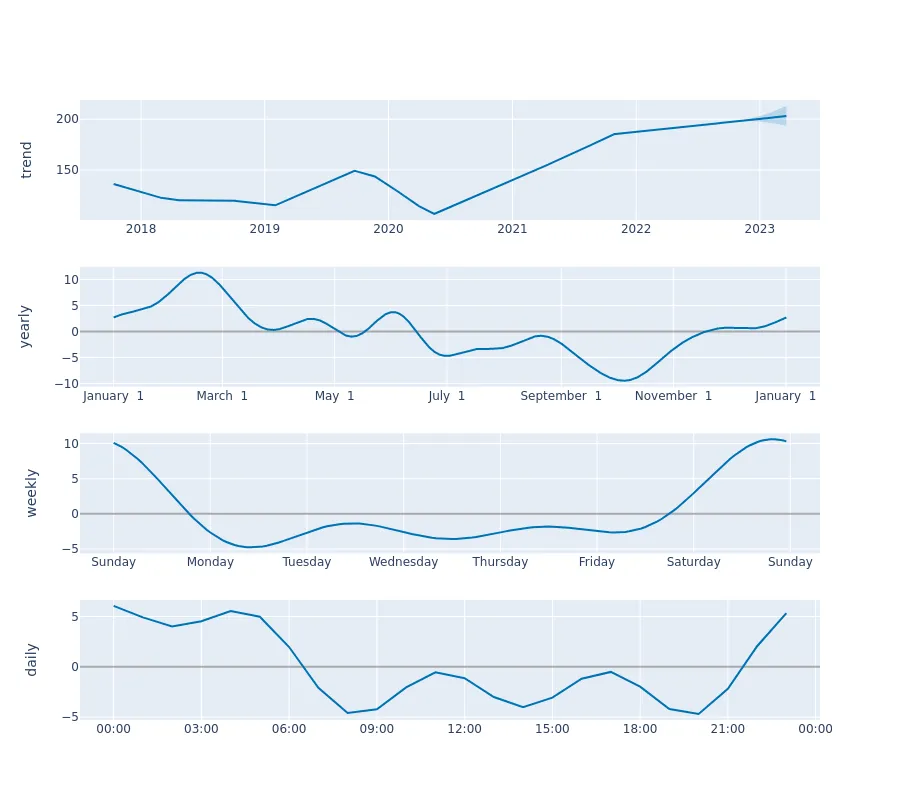 trend
200
150
2018 2019 2020 2021 2022 2023
yearly
10
5
0
−5
−10
January 1 March 1 May 1 July 1 September 1 November 1 January 1
weekly
10
5
0
−5
Sunday Monday Tuesday Wednesday Thursday Friday Saturday Sunday
daily
5
0
−5
00:00 03:00 06:00 09:00 12:00 15:00 18:00 21:00 00:00